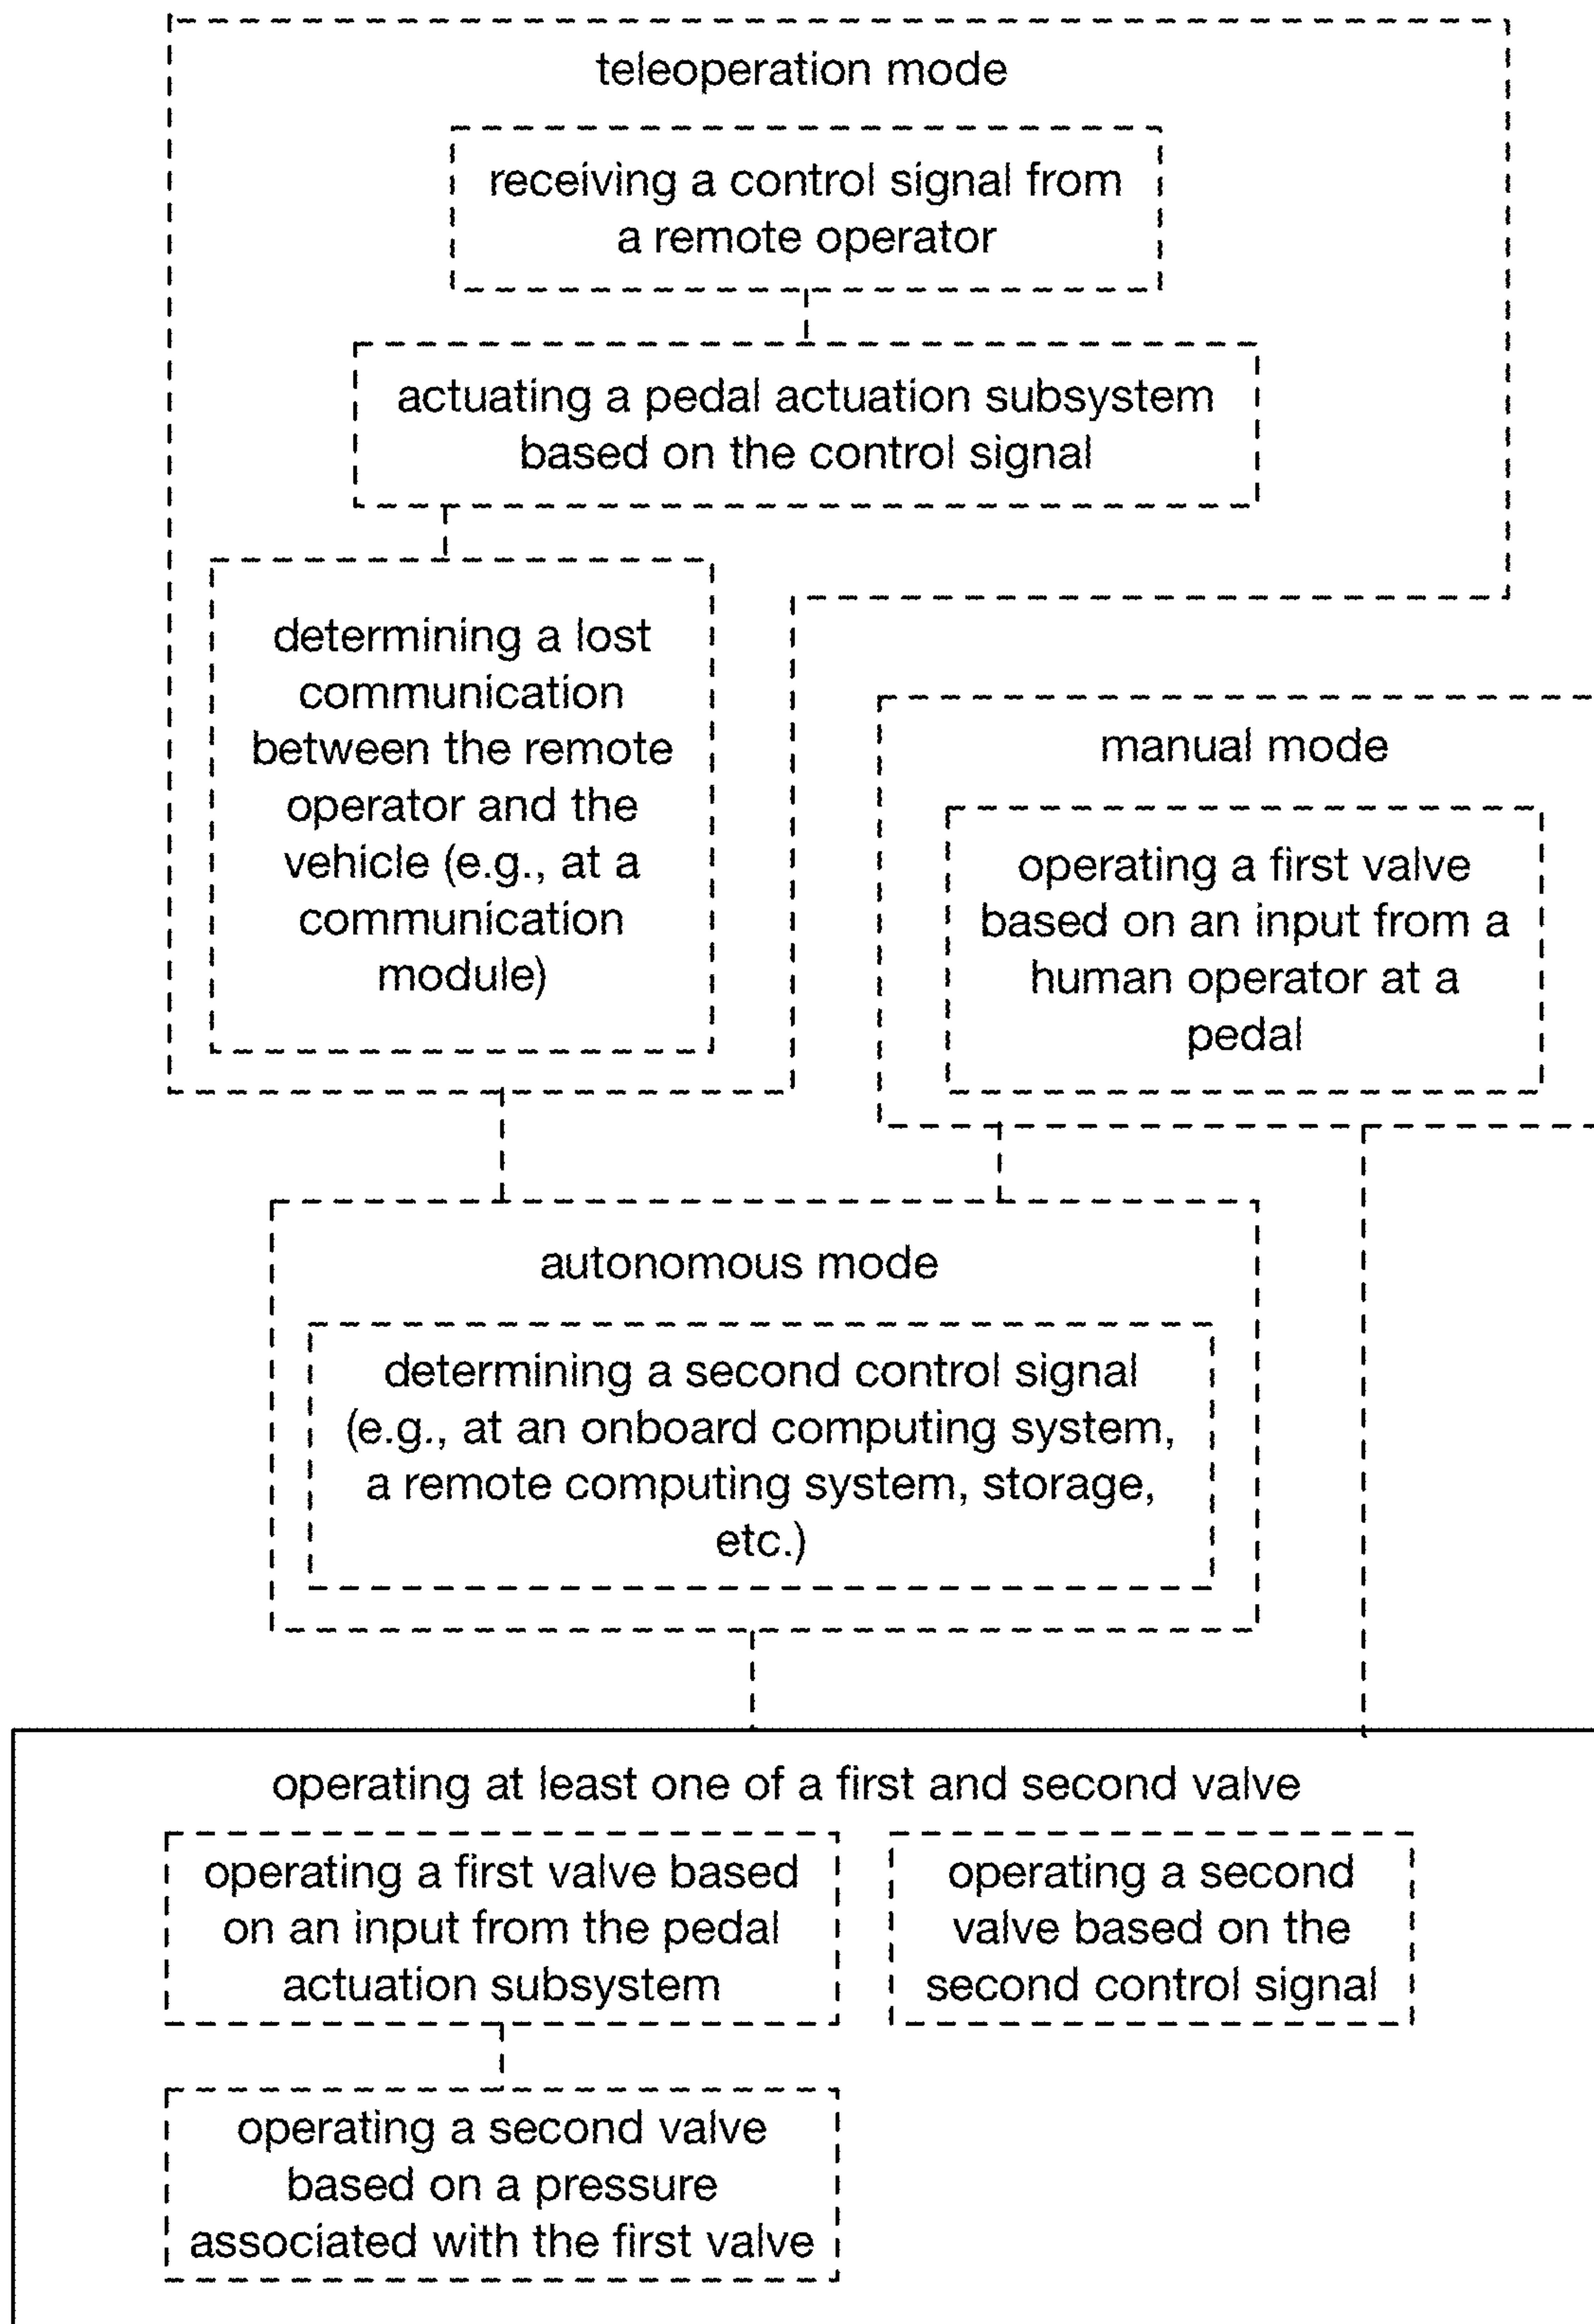 teleoperation mode
receiving a control signal from
a remote operator
actuating a pedal actuation subsystem
based on the control signal
determining a lost
communication
between the remote
operator and the
vehicle (e.g., at a
communication
module)
manual mode
operating a first valve
based on an input from a
human operator at a
pedal
autonomous mode
determining a second control signal
(e.g., at an onboard computing system,
a remote computing system, storage,
etc.)
operating at least one of a first and second valve
operating a first valve based
on an input from the pedal
actuation subsystem
operating a second valve
based on a pressure
associated with the first valve
operating a second
valve based on the
second control signal